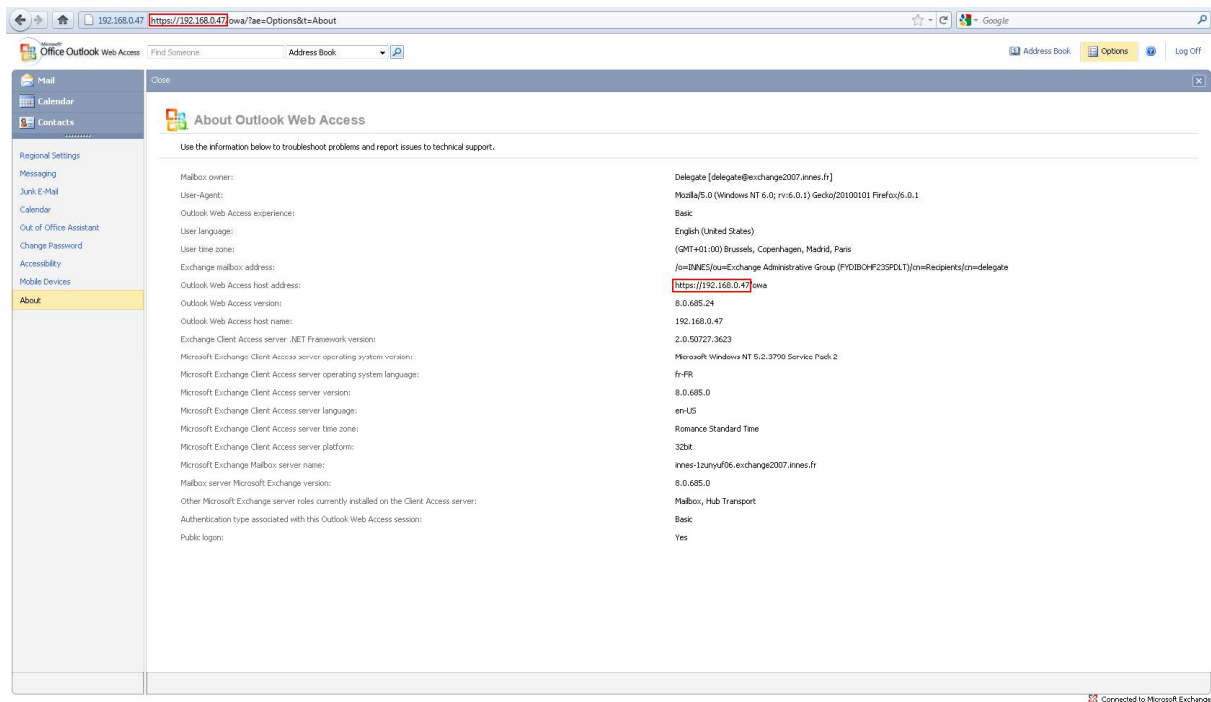 192.168.0.47 https://192.168.0.47/owa/?ae=Options&t=About Google
Microsoft
Office Outlook Web Access Find Someone Address Book Address Book Options Log Off
Mail Close
Calendar
Contacts
About Outlook Web Access
Use the information below to troubleshoot problems and report issues to technical support.
Regional Settings
Messaging
Junk E-Mail
Calendar
Out of Office Assistant
Change Password
Accessibility
Mobile Devices
About
Mailbox owner: Delegate [delegate@exchange2007.innes.fr]
User-Agent: Mozilla/5.0 (Windows NT 6.0; rv:6.0.1) Gecko/20100101 Firefox/6.0.1
Outlook Web Access experience: Basic
User language: English (United States)
User time zone: (GMT+01:00) Brussels, Copenhagen, Madrid, Paris
Exchange mailbox address: /o=INNES/ou=Exchange Administrative Group (FYDIBOHF23SPDLT)/cn=Recipients/cn=delegate
Outlook Web Access host address: https://192.168.0.47/owa
Outlook Web Access version: 8.0.685.24
Outlook Web Access host name: 192.168.0.47
Exchange Client Access server .NET Framework version: 2.0.50727.3623
Microsoft Exchange Client Access server operating system version: Microsoft Windows NT 5.2.3790 Service Pack 2
Microsoft Exchange Client Access server operating system language: fr-FR
Microsoft Exchange Client Access server version: 8.0.685.0
Microsoft Exchange Client Access server language: en-US
Microsoft Exchange Client Access server time zone: Romance Standard Time
Microsoft Exchange Client Access server platform: 32bit
Microsoft Exchange Mailbox server name: innes-1zunyuf06.exchange2007.innes.fr
Mailbox server Microsoft Exchange version: 8.0.685.0
Other Microsoft Exchange server roles currently installed on the Client Access server: Mailbox, Hub Transport
Authentication type associated with this Outlook Web Access session: Basic
Public logon: Yes
Connected to Microsoft Exchange